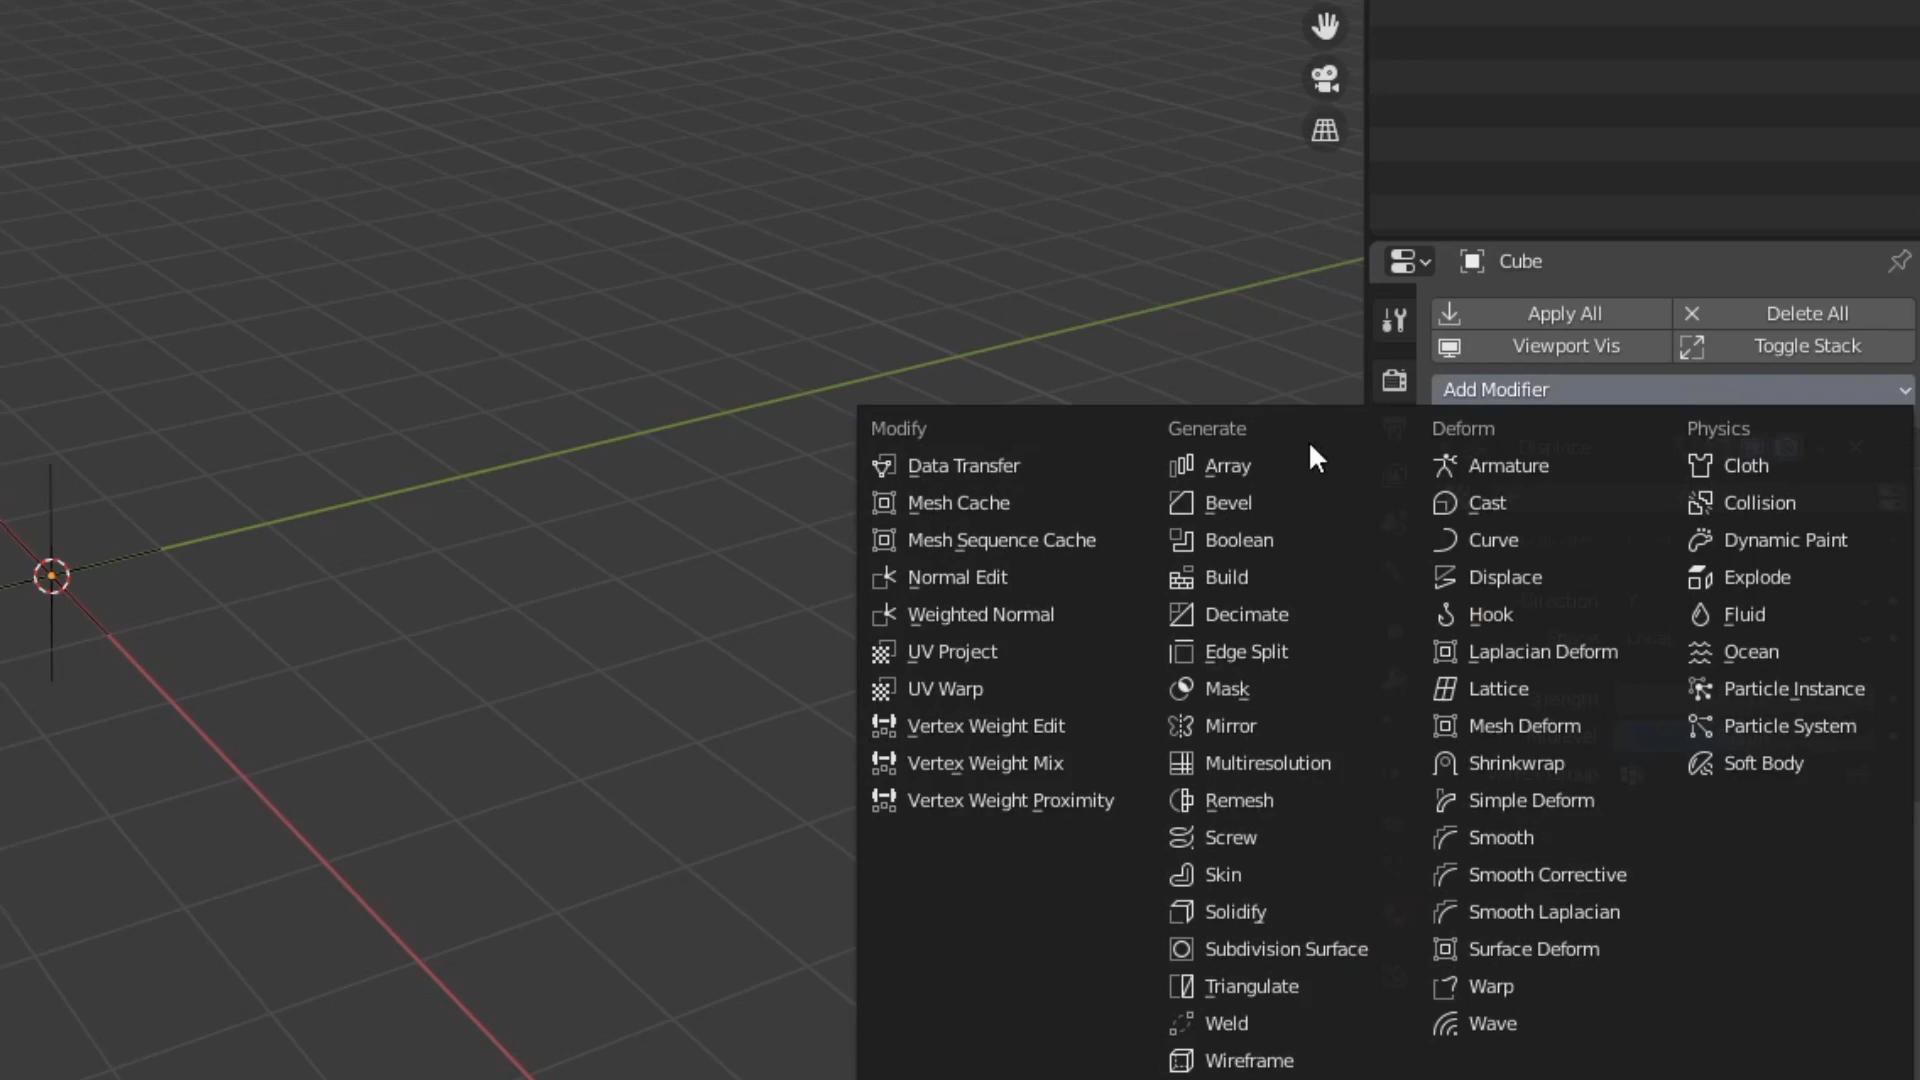 Cube
Apply All
Delete All
Viewport Vis
Toggle Stack
Add Modifier
Modify
Data Transfer
Mesh Cache
Mesh Sequence Cache
Normal Edit
Weighted Normal
UV Project
UV Warp
Vertex Weight Edit
Vertex Weight Mix
Vertex Weight Proximity
Generate
Array
Bevel
Boolean
Build
Decimate
Edge Split
Mask
Mirror
Multiresolution
Remesh
Screw
Skin
Solidify
Subdivision Surface
Triangulate
Weld
Wireframe
Deform
Armature
Cast
Curve
Displace
Hook
Laplacian Deform
Lattice
Mesh Deform
Shrinkwrap
Simple Deform
Smooth
Smooth Corrective
Smooth Laplacian
Surface Deform
Warp
Wave
Physics
Cloth
Collision
Dynamic Paint
Explode
Fluid
Ocean
Particle Instance
Particle System
Soft Body